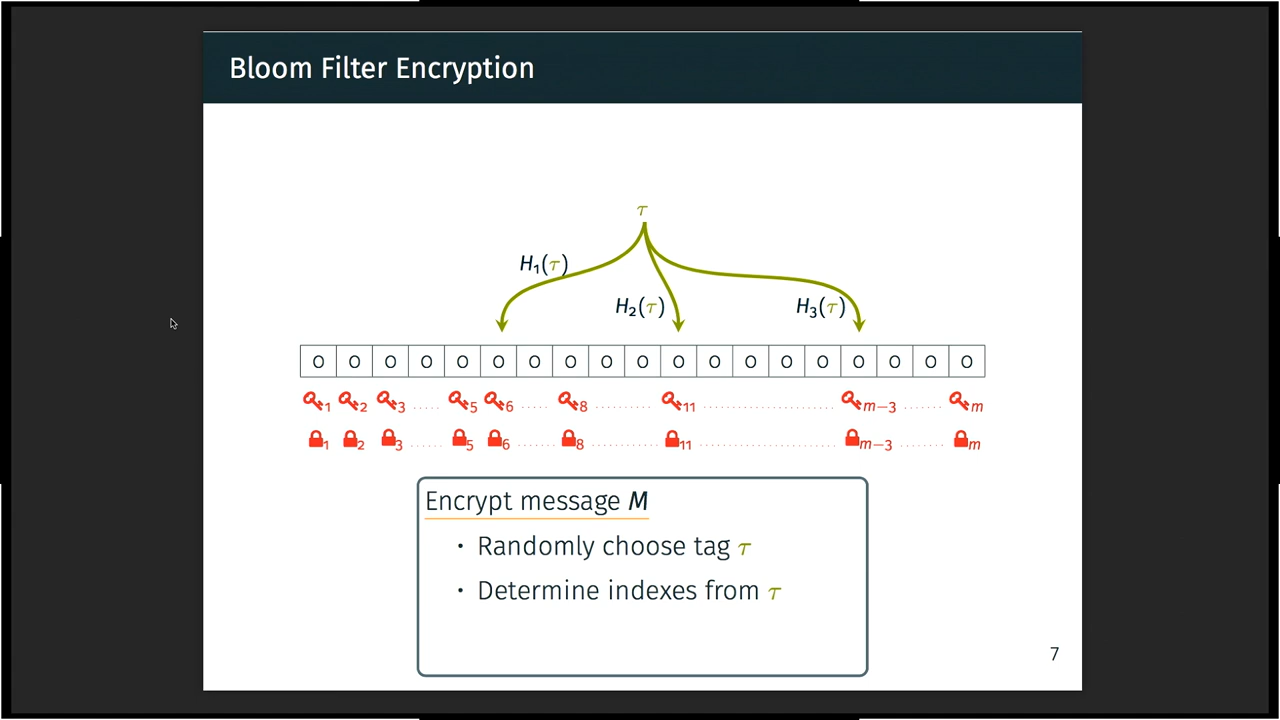 Bloom Filter Encryption
τ
H₁(τ)
H₂(τ)
H₃(τ)
0 0 0 0 0 0 0 0 0 0 0 0 0 0 0 0 0 0 0
1 2 3 ..... 5 6 ..... 8 ..... 11 ..... m−3 ..... m
1 2 3 ..... 5 6 ..... 8 ..... 11 ..... m−3 ..... m
Encrypt message M
• Randomly choose tag τ
• Determine indexes from τ
7